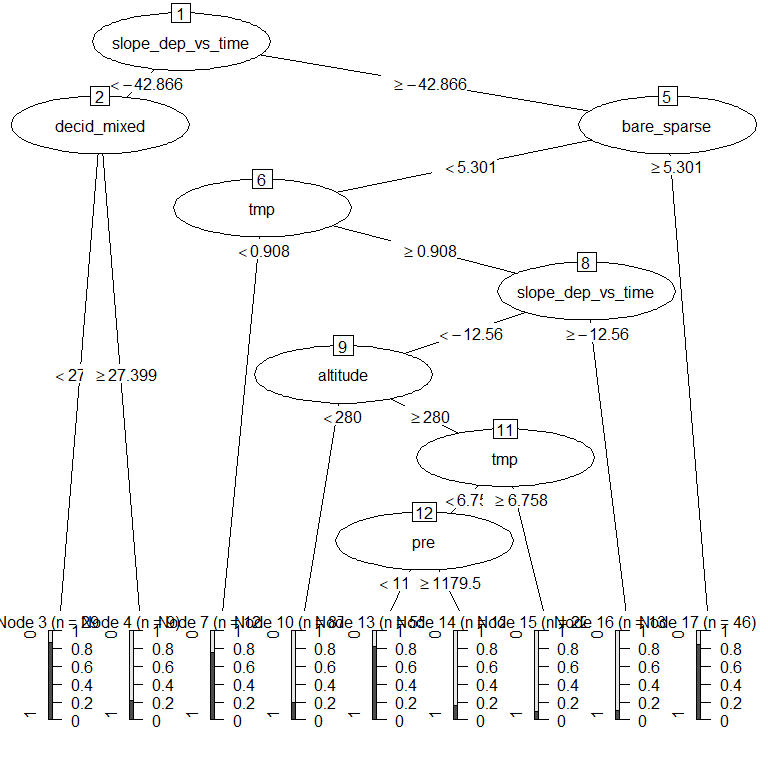 1
slope_dep_vs_time
< −42.866
≥ −42.866
2
decid_mixed
5
bare_sparse
< 5.301
≥ 5.301
6
tmp
< 0.908
≥ 0.908
8
slope_dep_vs_time
< −12.56
≥ −12.56
9
altitude
< 27
≥ 27.399
< 280
≥ 280
11
tmp
< 6.75
≥ 6.758
12
pre
< 11
≥ 1179.5
Node 3 (n = 29
Node 4 (n = 9)
Node 7 (n = 12
Node 10 (n = 87
Node 13 (n = 55
Node 14 (n = 12
Node 15 (n = 22
Node 16 (n = 13
Node 17 (n = 46)
0 1 0 1 0 1 0 1 0 1 0 1 0 1 0 1 0 1
0.8 0.8 0.8 0.8 0.8 0.8 0.8 0.8 0.8
0.6 0.6 0.6 0.6 0.6 0.6 0.6 0.6 0.6
0.4 0.4 0.4 0.4 0.4 0.4 0.4 0.4 0.4
0.2 0.2 0.2 0.2 0.2 0.2 0.2 0.2 0.2
1 0 1 0 1 0 1 0 1 0 1 0 1 0 1 0 1 0